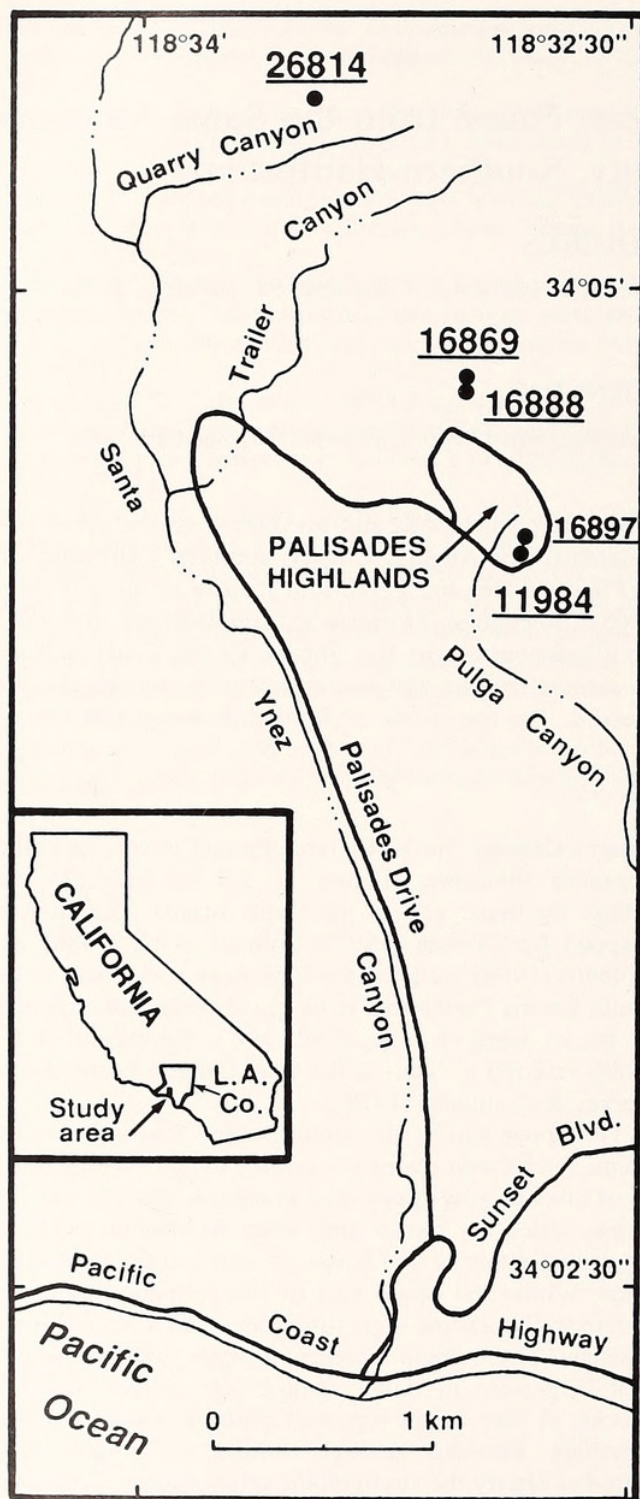 118°34'
118°32'30"
26814
Quarry Canyon
Trailer Canyon
34°05'
16869
16888
Santa Ynez Canyon
PALISADES
HIGHLANDS
16897
11984
Pulga Canyon
Palisades Drive
CALIFORNIA
L.A.
Co.
Study
area
Sunset Blvd.
34°02'30"
Pacific Coast Highway
Pacific
Ocean
0 1 km